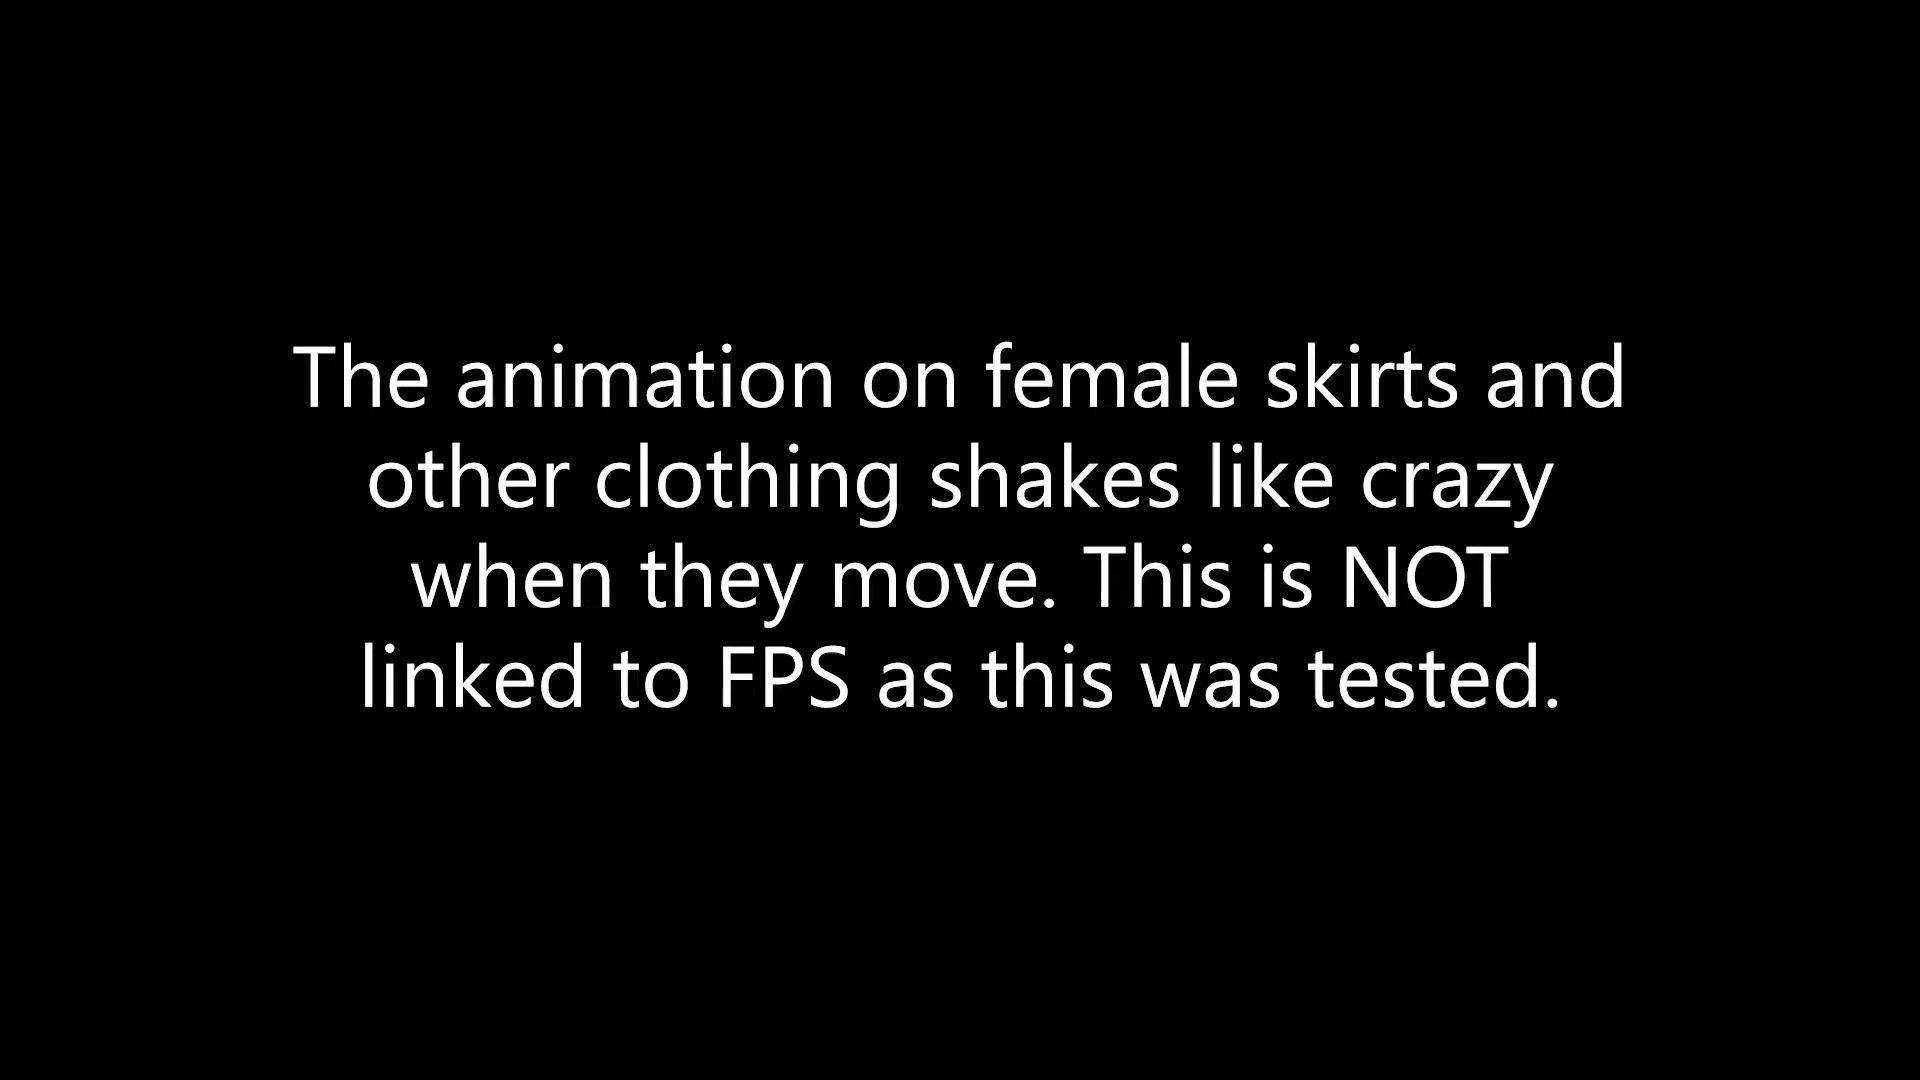 The animation on female skirts and
other clothing shakes like crazy
when they move. This is NOT
linked to FPS as this was tested.